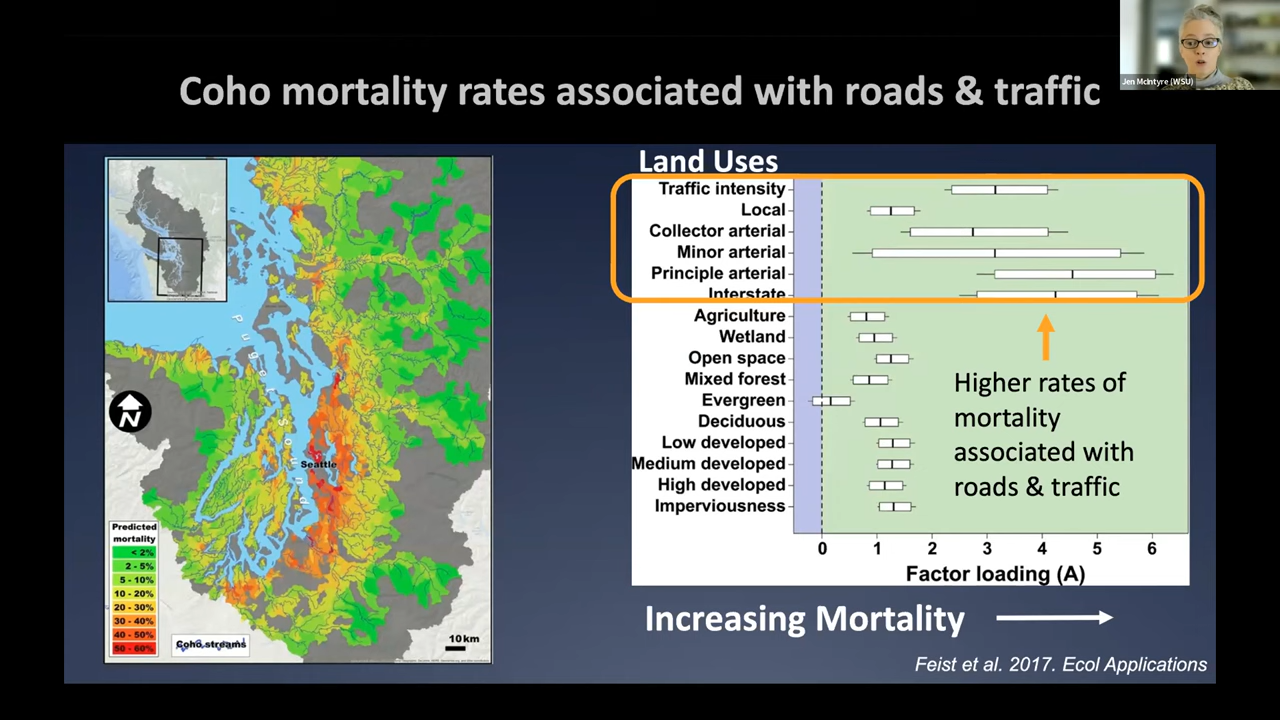 Jen McIntyre (WSU)
Coho mortality rates associated with roads & traffic
Puget Sound
N
Seattle
Predicted
mortality
< 2%
2 - 5%
5 - 10%
10 - 20%
20 - 30%
30 - 40%
40 - 50%
50 - 60%
Coho streams
10 km
Land Uses
Traffic intensity
Local
Collector arterial
Minor arterial
Principle arterial
Interstate
Agriculture
Wetland
Open space
Mixed forest
Evergreen
Deciduous
Low developed
Medium developed
High developed
Imperviousness
Higher rates of
mortality
associated with
roads & traffic
0 1 2 3 4 5 6
Factor loading (A)
Increasing Mortality
Feist et al. 2017. Ecol Applications